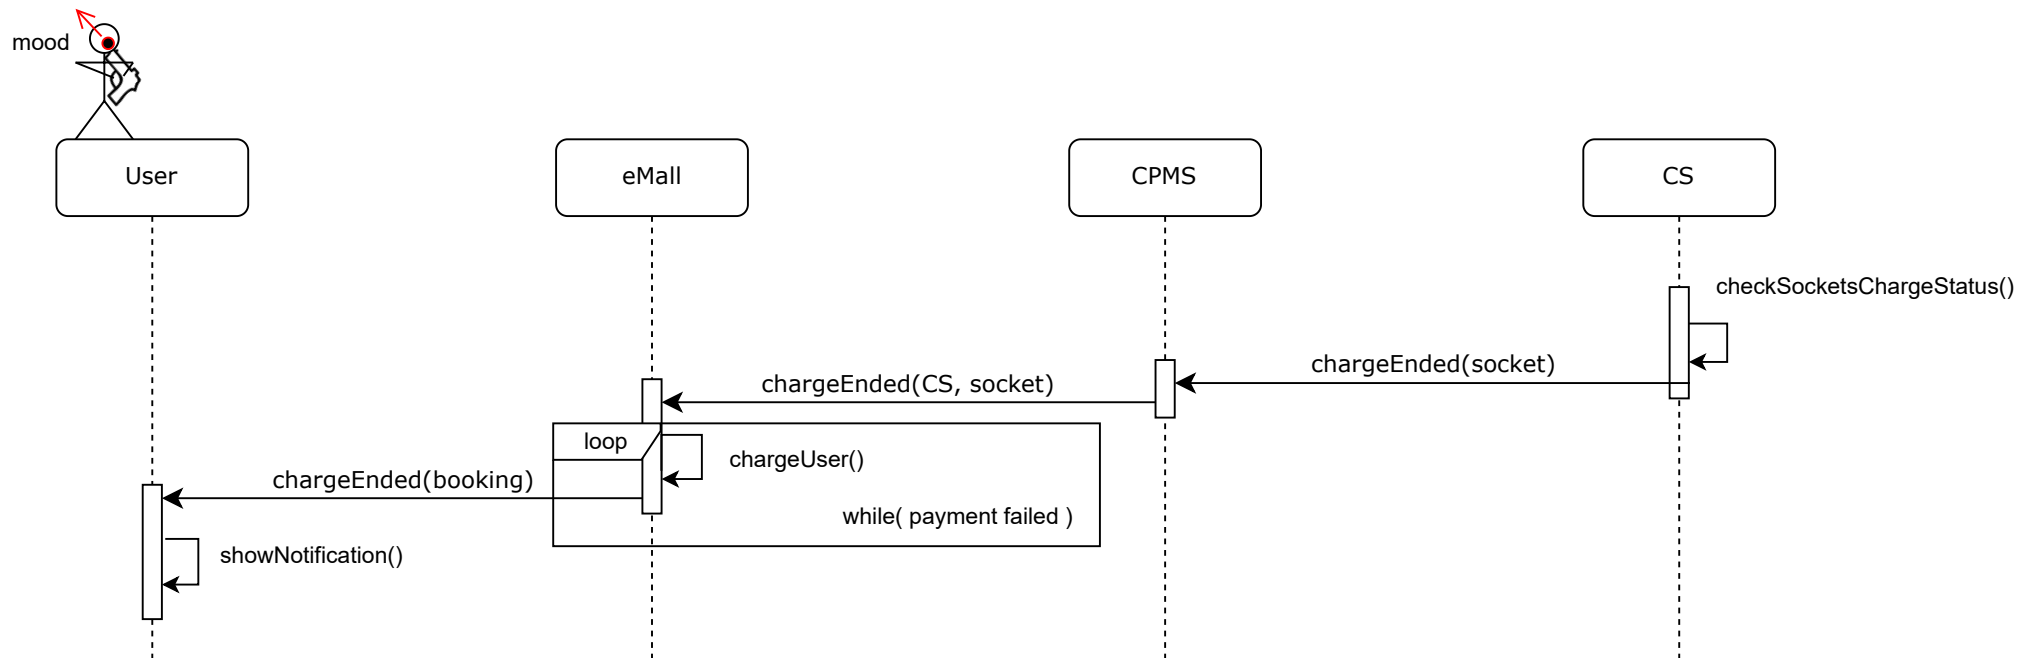 mood
User
eMall
CPMS
CS
checkSocketsChargeStatus()
chargeEnded(socket)
chargeEnded(CS, socket)
loop
chargeUser()
chargeEnded(booking)
while( payment failed )
showNotification()